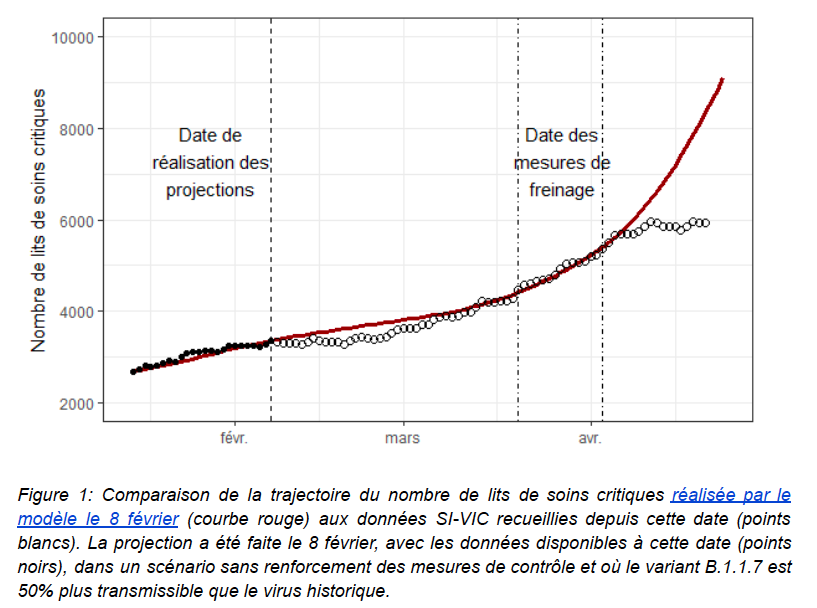 10000
8000
6000
4000
2000
Nombre de lits de soins critiques
Date de
réalisation des
projections
Date des
mesures de
freinage
févr.
mars
avr.
Figure 1: Comparaison de la trajectoire du nombre de lits de soins critiques réalisée par le
modèle le 8 février (courbe rouge) aux données SI-VIC recueillies depuis cette date (points
blancs). La projection a été faite le 8 février, avec les données disponibles à cette date (points
noirs), dans un scénario sans renforcement des mesures de contrôle et où le variant B.1.1.7 est
50% plus transmissible que le virus historique.